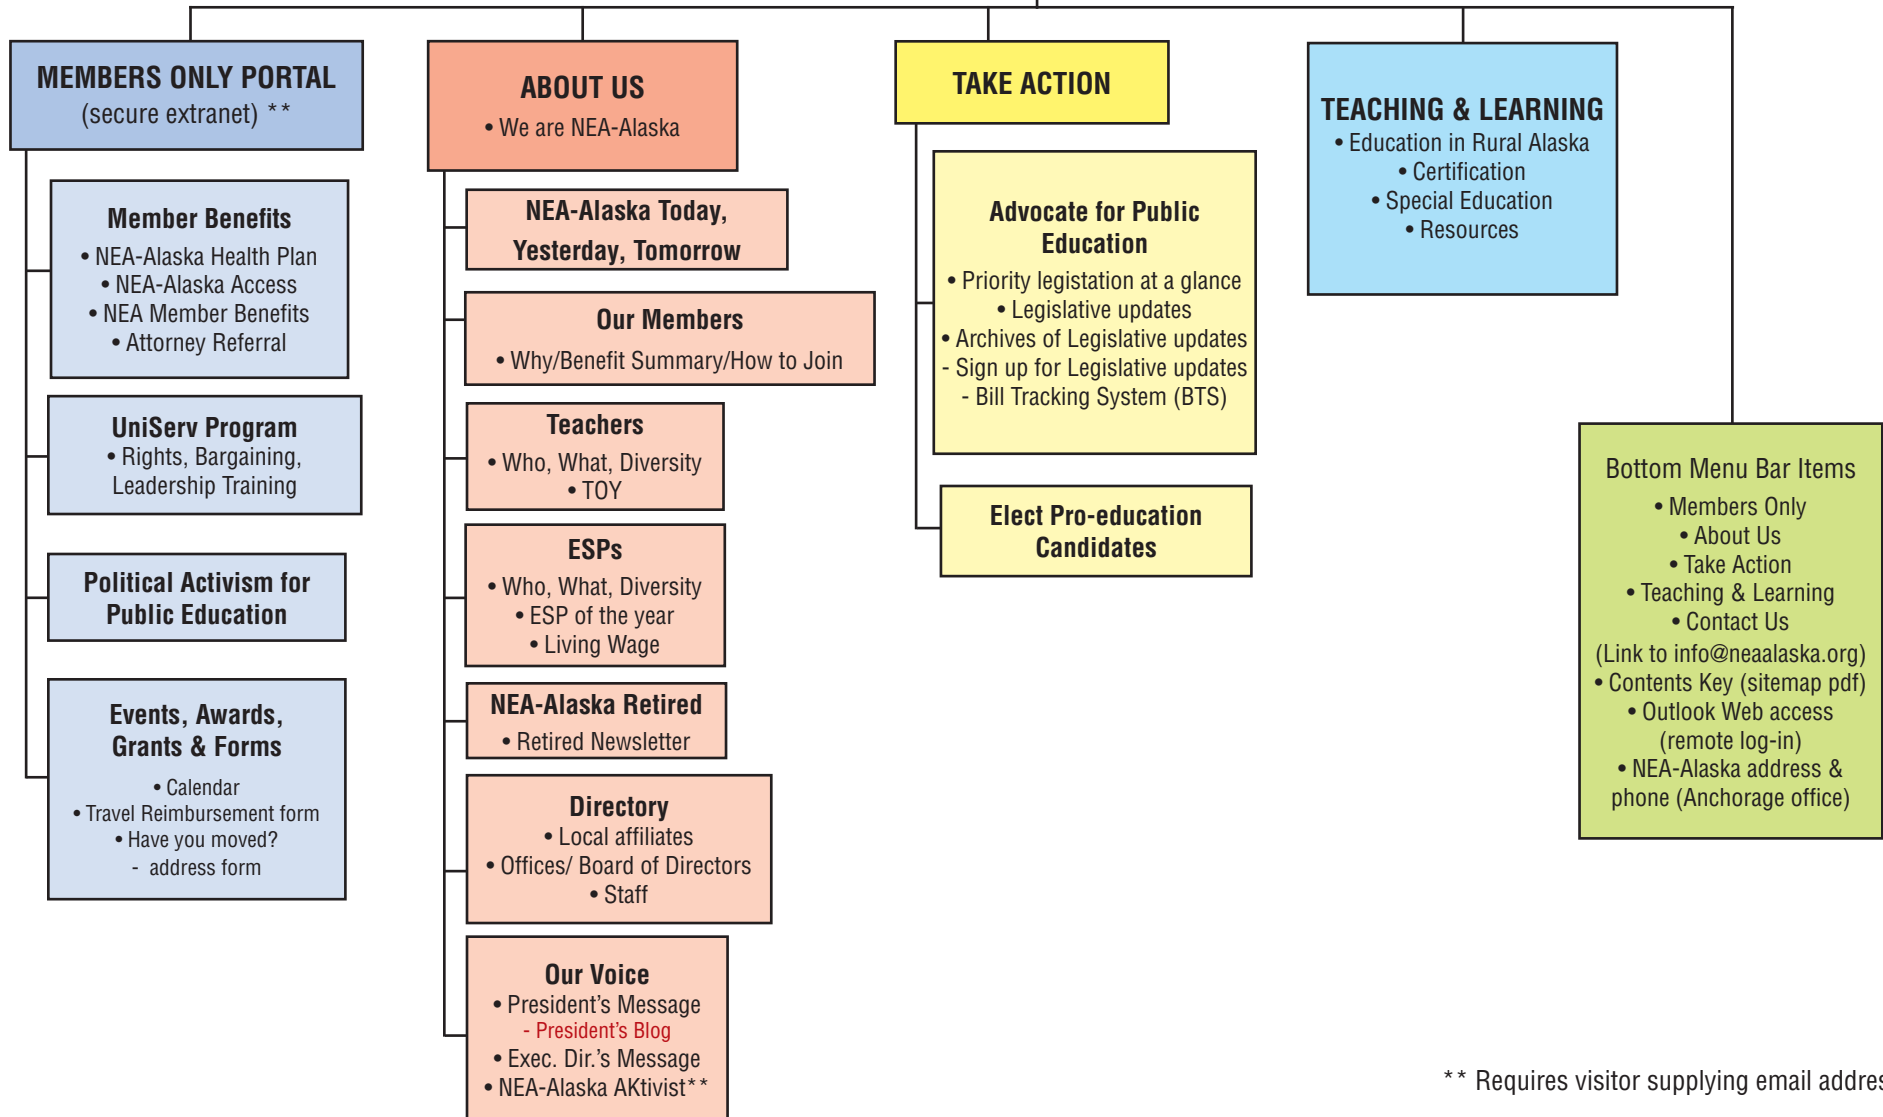 MEMBERS ONLY PORTAL
(secure extranet) **
Member Benefits
• NEA-Alaska Health Plan
• NEA-Alaska Access
• NEA Member Benefits
• Attorney Referral
UniServ Program
• Rights, Bargaining,
Leadership Training
Political Activism for
Public Education
Events, Awards,
Grants & Forms
• Calendar
• Travel Reimbursement form
• Have you moved?
- address form
ABOUT US
• We are NEA-Alaska
NEA-Alaska Today,
Yesterday, Tomorrow
Our Members
• Why/Benefit Summary/How to Join
Teachers
• Who, What, Diversity
• TOY
ESPs
• Who, What, Diversity
• ESP of the year
• Living Wage
NEA-Alaska Retired
• Retired Newsletter
Directory
• Local affiliates
• Offices/ Board of Directors
• Staff
Our Voice
• President's Message
- President's Blog
• Exec. Dir.'s Message
• NEA-Alaska AKtivist**
TAKE ACTION
Advocate for Public
Education
• Priority legistation at a glance
• Legislative updates
• Archives of Legislative updates
- Sign up for Legislative updates
- Bill Tracking System (BTS)
Elect Pro-education
Candidates
TEACHING & LEARNING
• Education in Rural Alaska
• Certification
• Special Education
• Resources
Bottom Menu Bar Items
• Members Only
• About Us
• Take Action
• Teaching & Learning
• Contact Us
(Link to info@neaalaska.org)
• Contents Key (sitemap pdf)
• Outlook Web access
(remote log-in)
• NEA-Alaska address &
phone (Anchorage office)
** Requires visitor supplying email addres